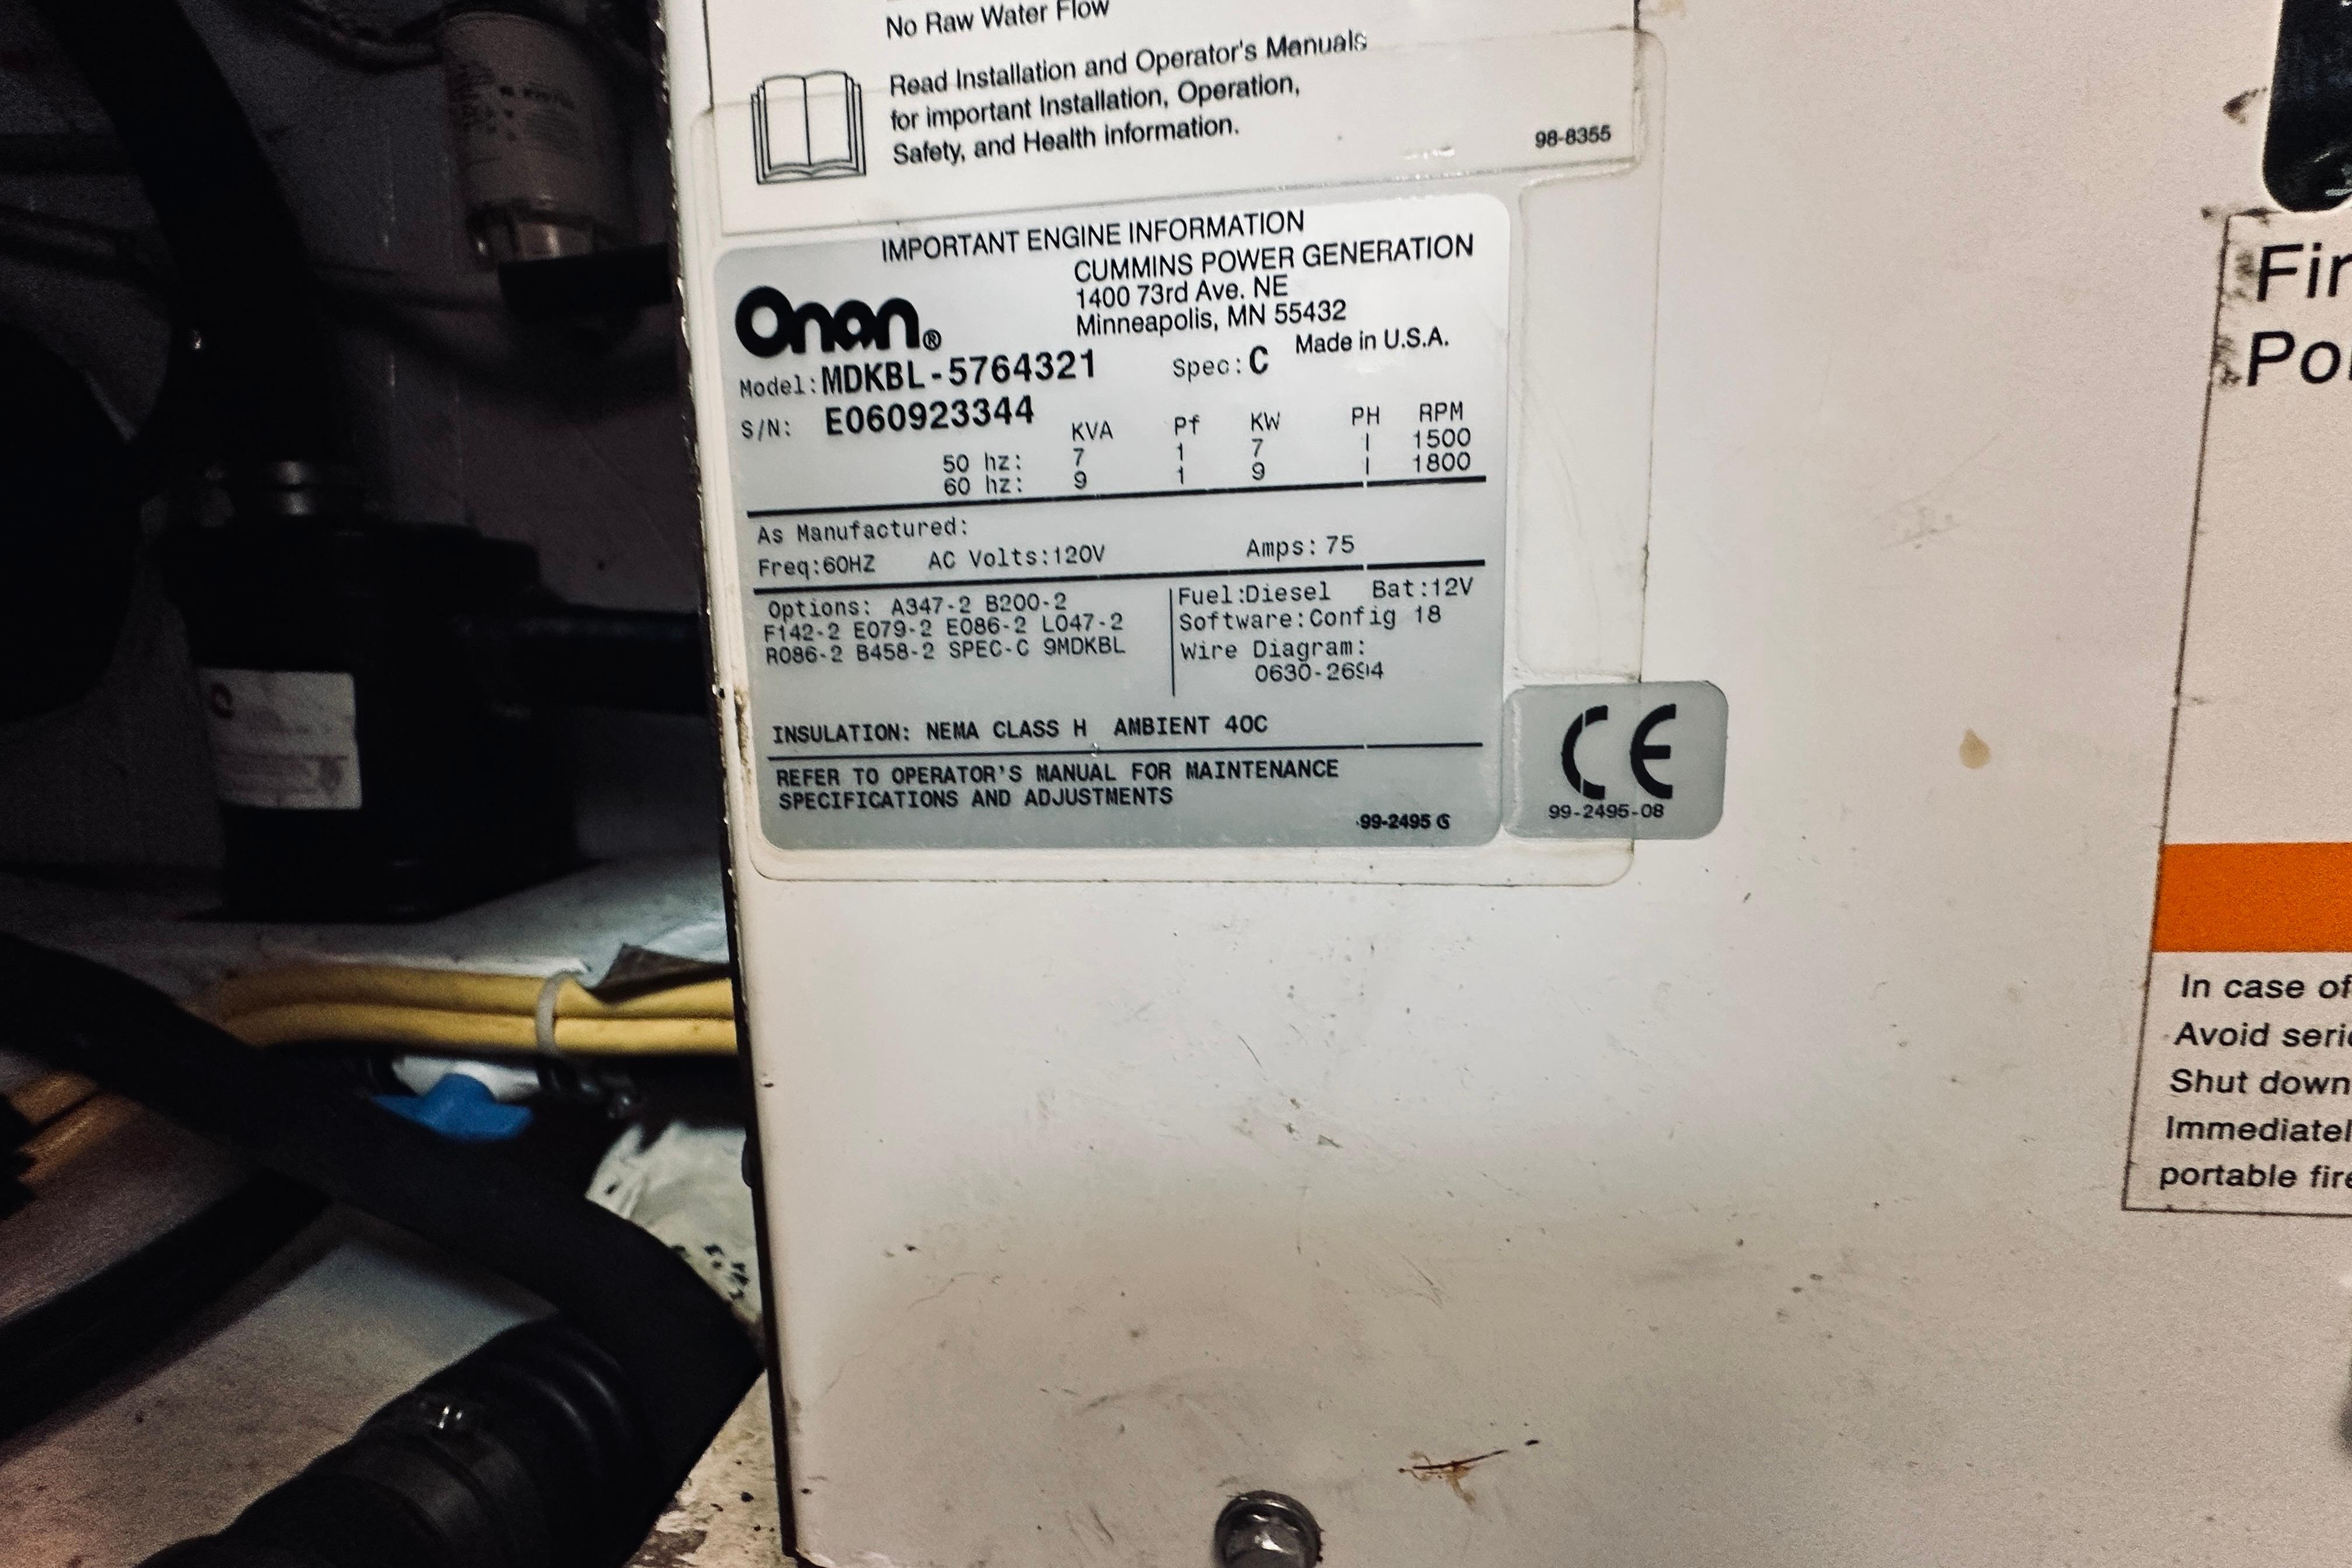 No Raw Water Flow
Read Installation and Operator's Manuals
for important Installation, Operation,
Safety, and Health information.
98-8355
IMPORTANT ENGINE INFORMATION
CUMMINS POWER GENERATION
1400 73rd Ave. NE
Minneapolis, MN 55432
Onan®
Made in U.S.A.
Model: MDKBL-5764321 Spec: C
S/N: E060923344
KVA Pf KW PH RPM
50 hz: 7 1 7 1 1500
60 hz: 9 1 9 1 1800
As Manufactured:
Freq:60HZ AC Volts:120V Amps: 75
Options: A347-2 B200-2
F142-2 E079-2 E086-2 L047-2
R086-2 B458-2 SPEC-C 9MDKBL
Fuel:Diesel Bat:12V
Software:Config 18
Wire Diagram:
0630-2694
INSULATION: NEMA CLASS H AMBIENT 40C
REFER TO OPERATOR'S MANUAL FOR MAINTENANCE
SPECIFICATIONS AND ADJUSTMENTS
99-2495 G
CE
99-2495-08
Fir
Po
In case of
Avoid seri
Shut down
Immediatel
portable fire